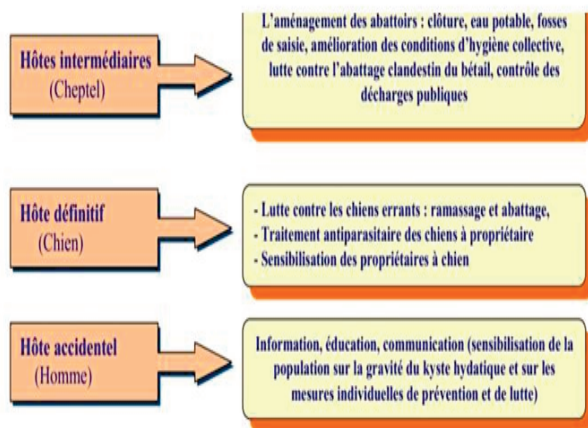 Hôtes intermédiaires
(Cheptel)
L'aménagement des abattoirs : clôture, eau potable, fosses
de saisie, amélioration des conditions d'hygiène collective,
lutte contre l'abattage clandestin du bétail, contrôle des
décharges publiques
Hôte définitif
(Chien)
- Lutte contre les chiens errants : ramassage et abattage,
- Traitement antiparasitaire des chiens à propriétaire
- Sensibilisation des propriétaires à chien
Hôte accidentel
(Homme)
Information, éducation, communication (sensibilisation de la
population sur la gravité du kyste hydatique et sur les
mesures individuelles de prévention et de lutte)